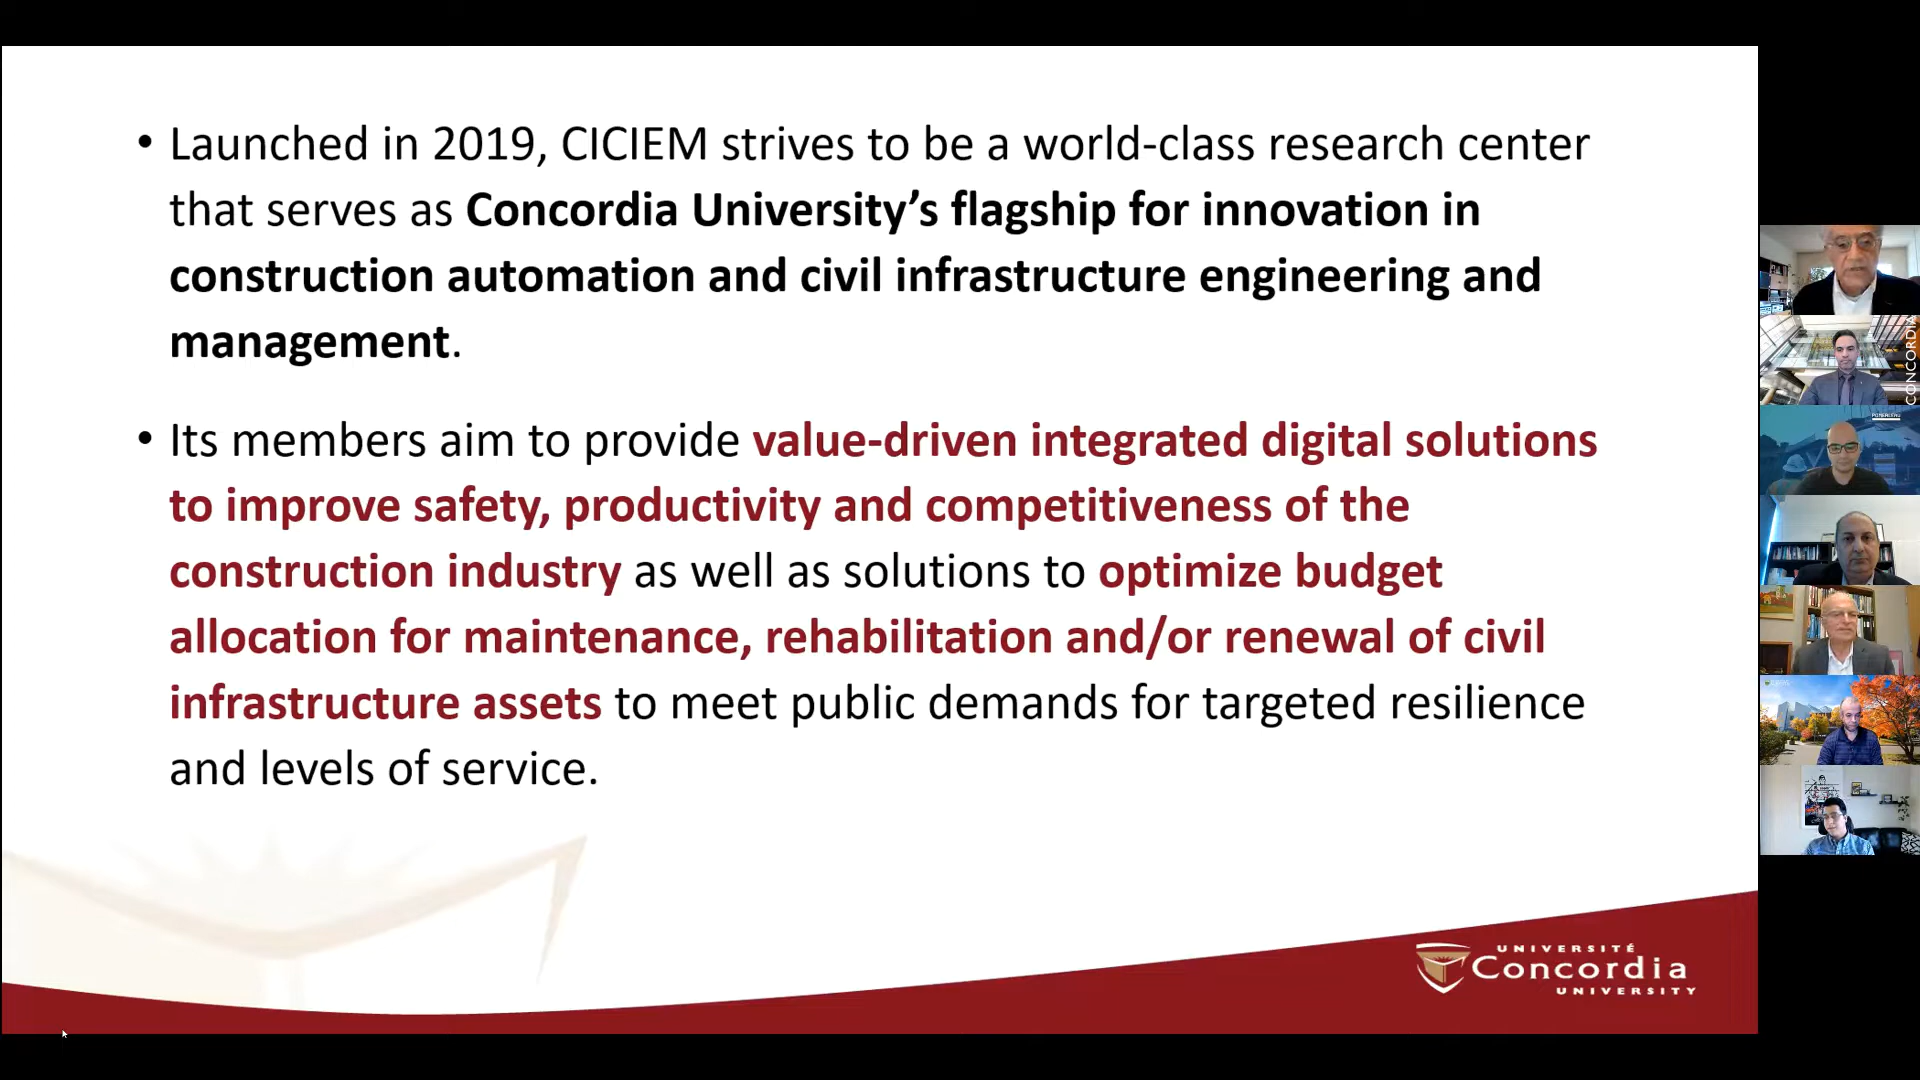 • Launched in 2019, CICIEM strives to be a world-class research center
that serves as Concordia University’s flagship for innovation in
construction automation and civil infrastructure engineering and
management.
• Its members aim to provide value-driven integrated digital solutions
to improve safety, productivity and competitiveness of the
construction industry as well as solutions to optimize budget
allocation for maintenance, rehabilitation and/or renewal of civil
infrastructure assets to meet public demands for targeted resilience
and levels of service.
CONCORDIA
POMERLEAU
UNIVERSITÉ
Concordia
UNIVERSITY